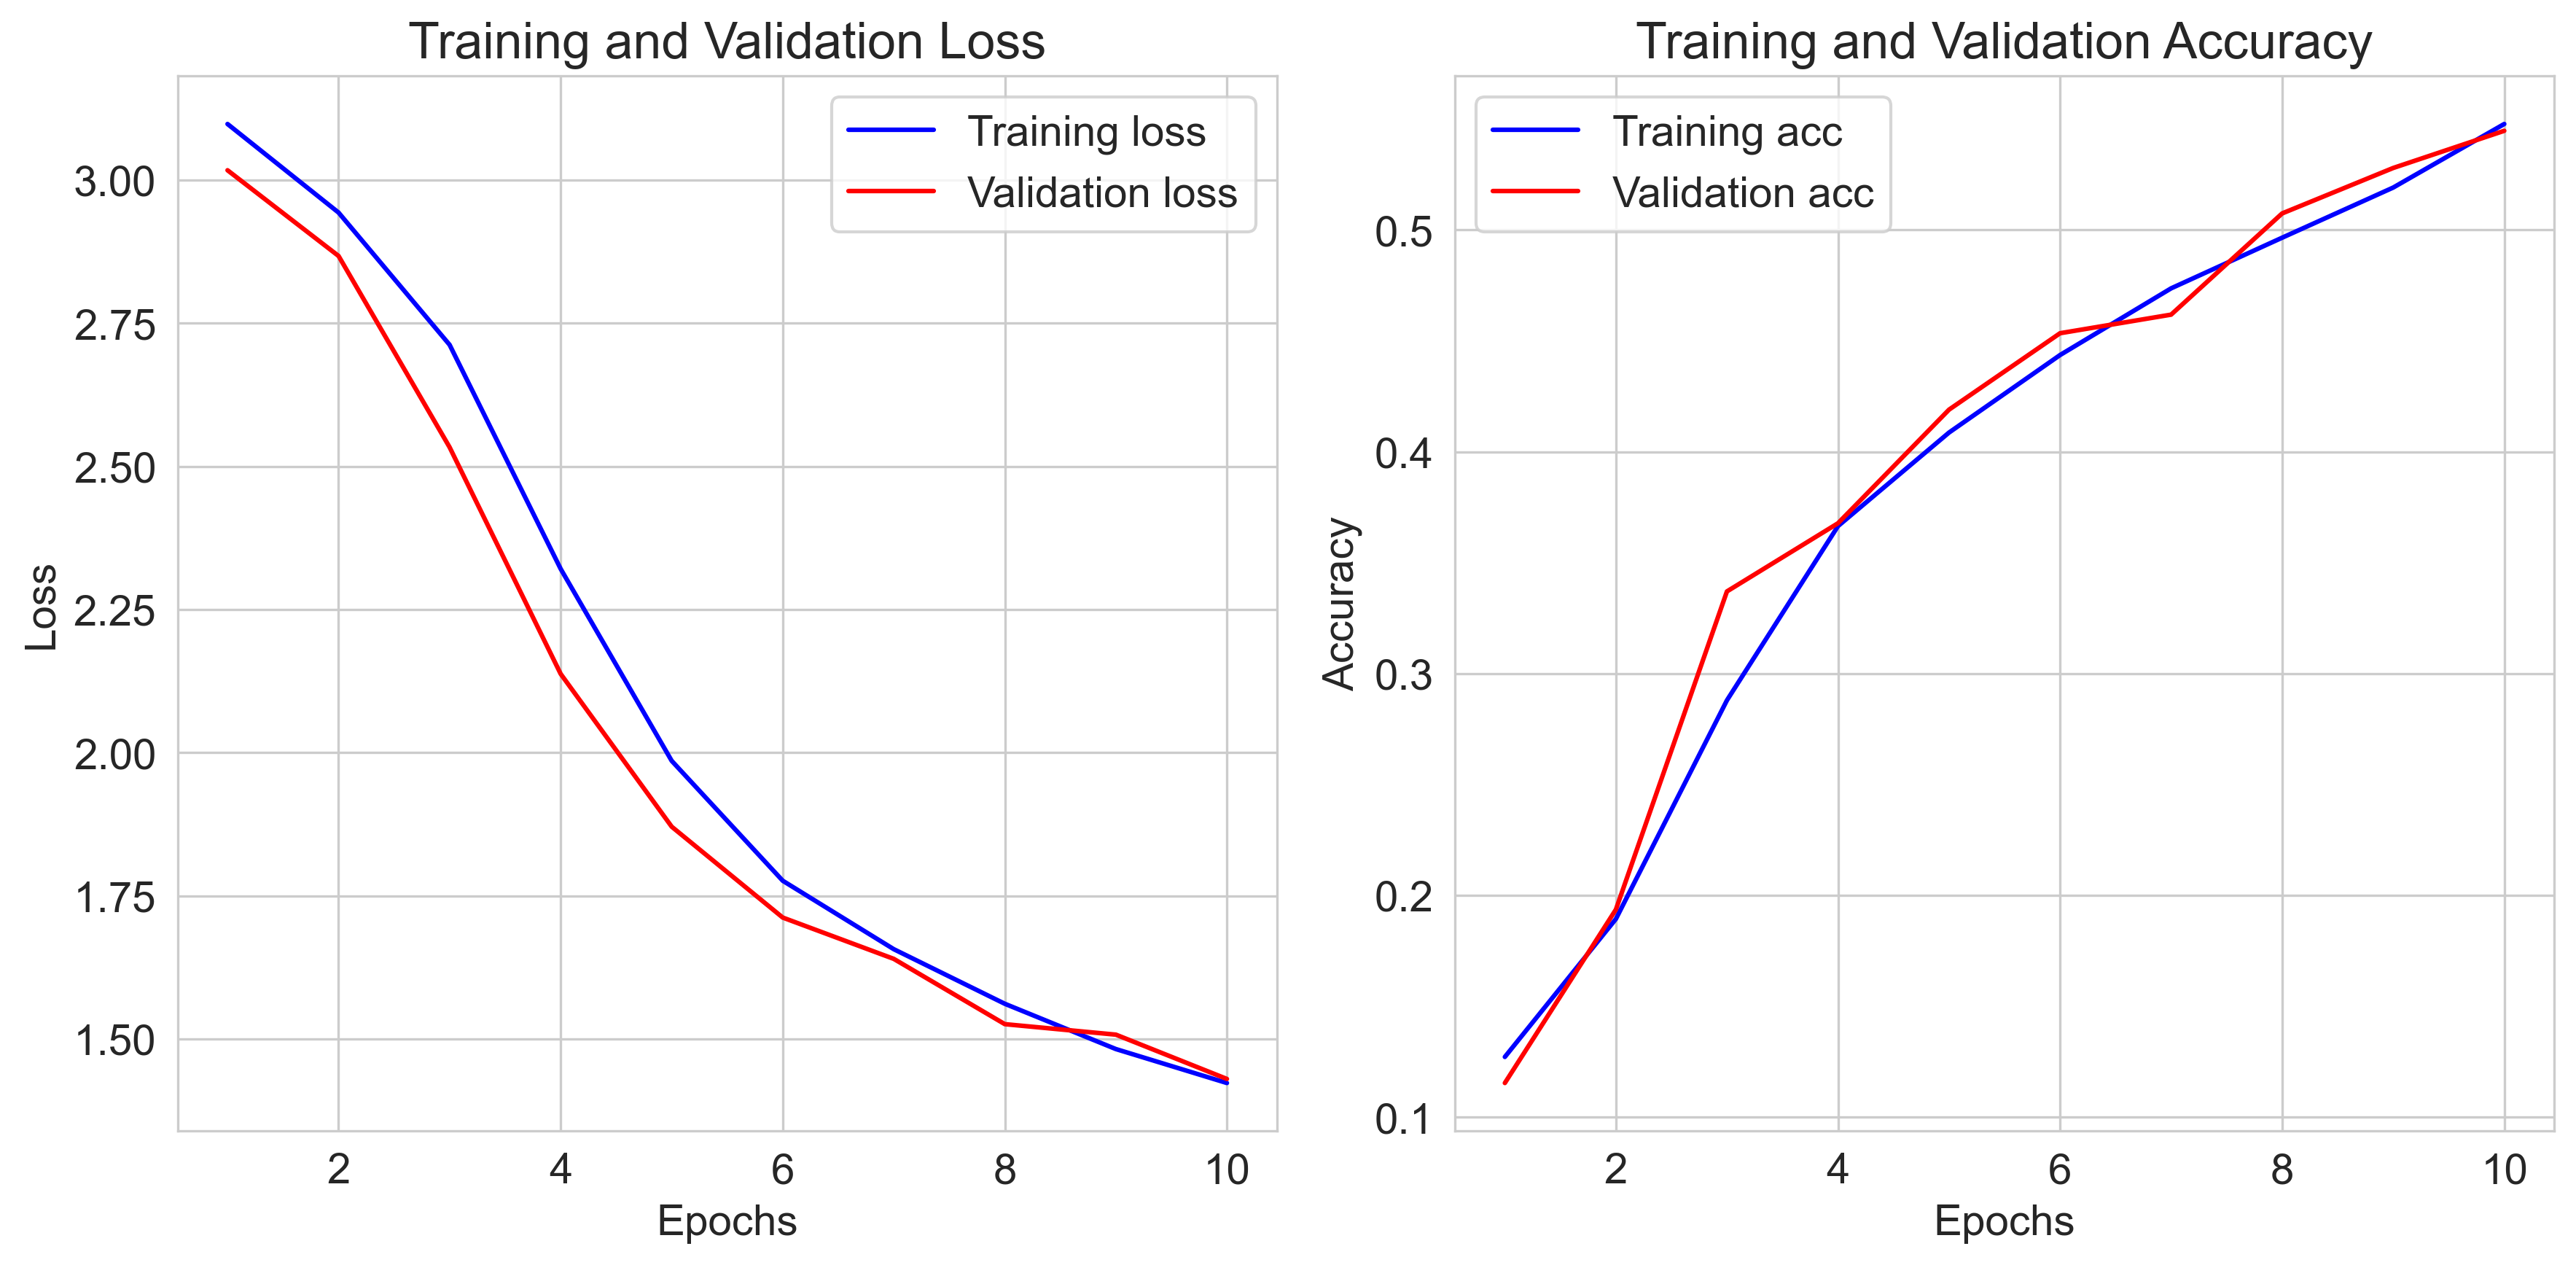 Training and Validation Loss
Training loss
Validation loss
3.00
2.75
2.50
2.25
2.00
1.75
1.50
Loss
2 4 6 8 10
Epochs
Training and Validation Accuracy
Training acc
Validation acc
0.5
0.4
0.3
0.2
0.1
Accuracy
2 4 6 8 10
Epochs